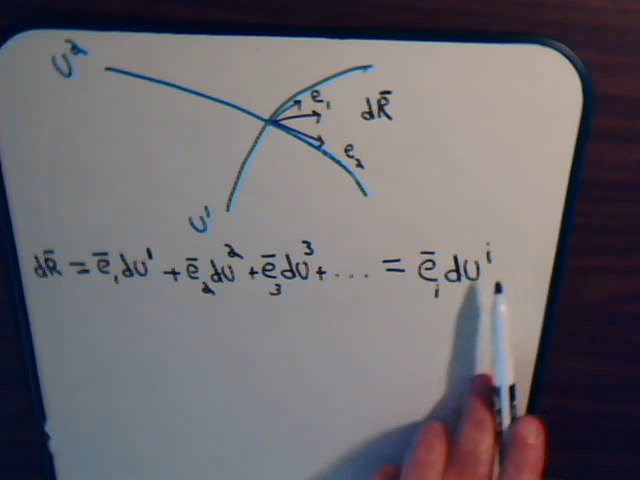 U²
e₁
dR̄
e₂
U¹
dR̄ = ē₁dU¹ + ē₂dU² + ē₃dU³ + .... = ēᵢdUⁱ